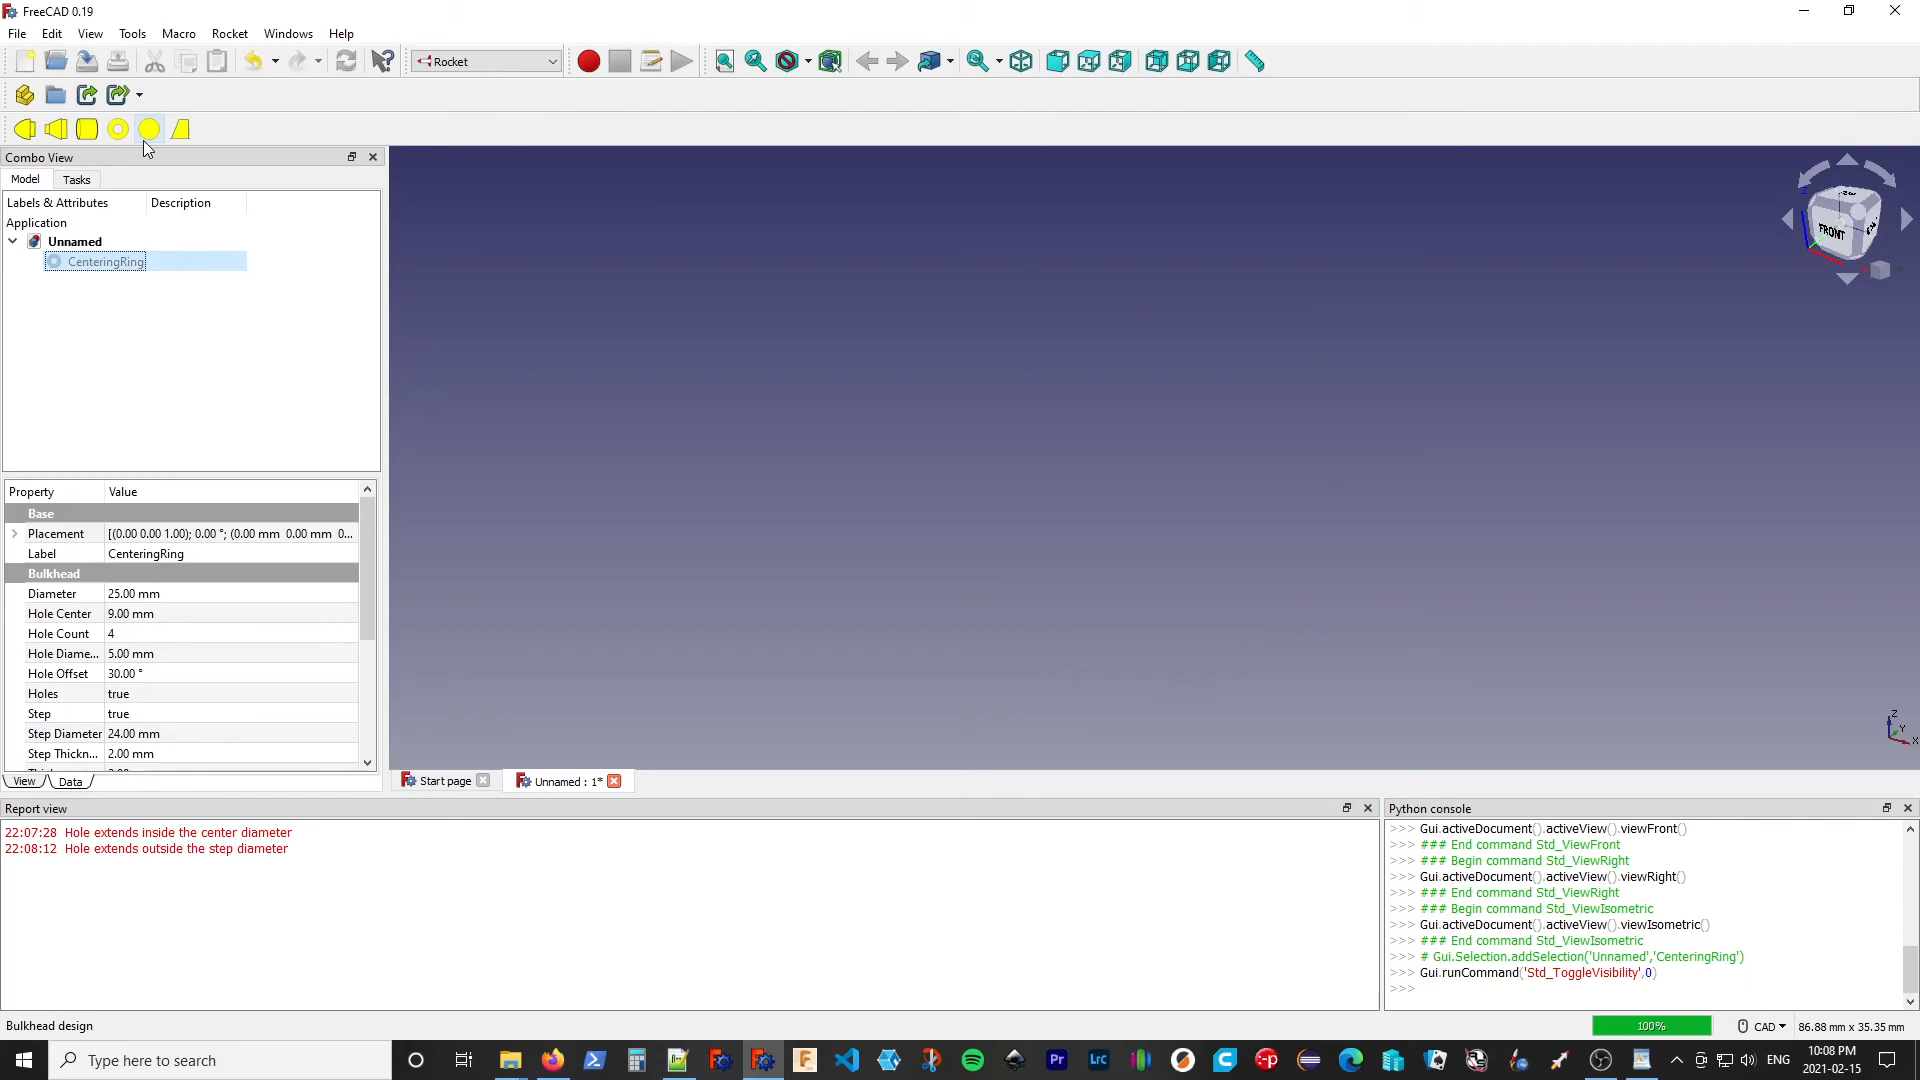 FreeCAD 0.19
File Edit View Tools Macro Rocket Windows Help
Rocket
Combo View
Model Tasks
Labels & Attributes Description
Application
Unnamed
CenteringRing
Property Value
Base
Placement [(0.00 0.00 1.00); 0.00 °; (0.00 mm 0.00 mm 0...
Label CenteringRing
Bulkhead
Diameter 25.00 mm
Hole Center 9.00 mm
Hole Count 4
Hole Diame... 5.00 mm
Hole Offset 30.00 °
Holes true
Step true
Step Diameter 24.00 mm
Step Thickn... 2.00 mm
View Data
FRONT
Z
Z
Y
X
Start page
Unnamed : 1*
Report view
22:07:28 Hole extends inside the center diameter
22:08:12 Hole extends outside the step diameter
Python console
>>> Gui.activeDocument().activeView().viewFront()
>>> ### End command Std_ViewFront
>>> ### Begin command Std_ViewRight
>>> Gui.activeDocument().activeView().viewRight()
>>> ### End command Std_ViewRight
>>> ### Begin command Std_ViewIsometric
>>> Gui.activeDocument().activeView().viewIsometric()
>>> ### End command Std_ViewIsometric
>>> # Gui.Selection.addSelection('Unnamed','CenteringRing')
>>> Gui.runCommand('Std_ToggleVisibility',0)
>>>
Bulkhead design
100%
CAD
86.88 mm x 35.35 mm
Type here to search
Pr
Lrc
ENG
10:08 PM
2021-02-15